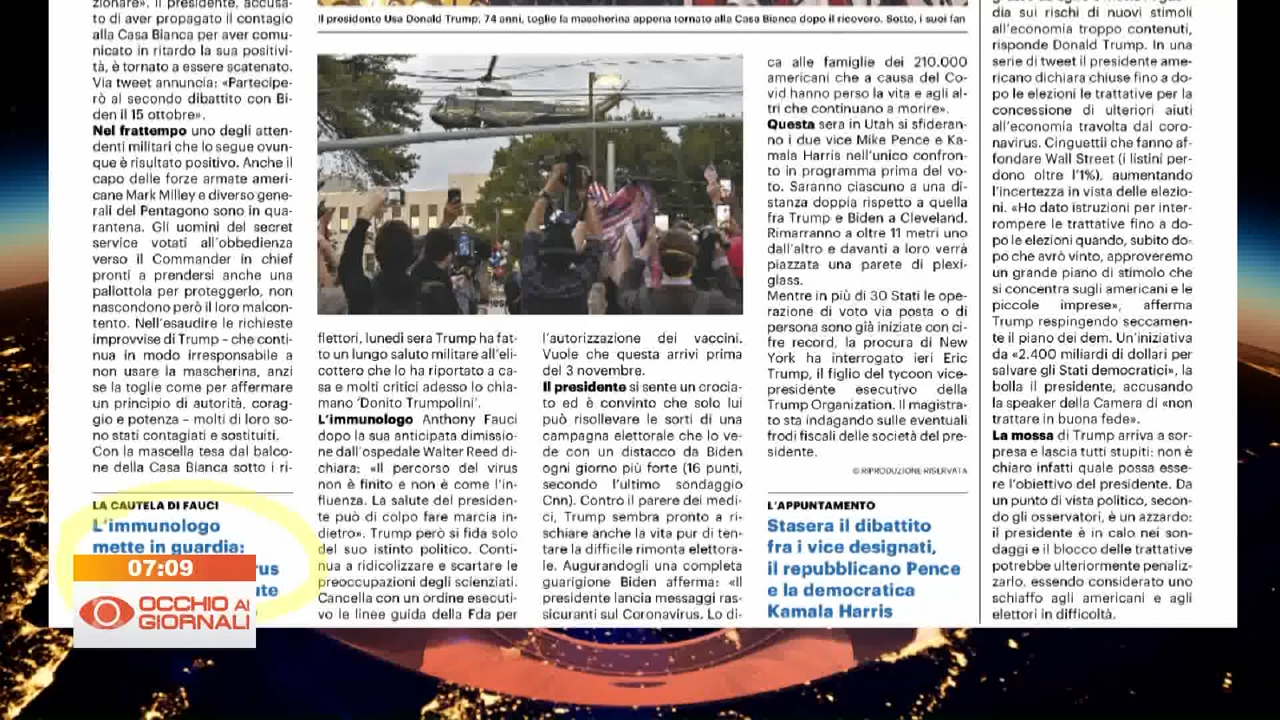 zionare». Il presidente, accusa-
to di aver propagato il contagio
alla Casa Bianca per aver comu-
nicato in ritardo la sua positivi-
tà, è tornato a essere scatenato.
Via tweet annuncia: «Partecipe-
rò al secondo dibattito con Bi-
den il 15 ottobre».
Nel frattempo uno degli atten-
denti militari che lo segue ovun-
que è risultato positivo. Anche il
capo delle forze armate ameri-
cane Mark Milley e diverso gene-
rali del Pentagono sono in qua-
rantena. Gli uomini del secret
service votati all'obbedienza
verso il Commander in chief
pronti a prendersi anche una
pallottola per proteggerlo, non
nascondono però il loro malcon-
tento. Nell'esaudire le richieste
improvvise di Trump – che conti-
nua in modo irresponsabile a
non usare la mascherina, anzi
se la toglie come per affermare
un principio di autorità, corag-
gio e potenza – molti di loro so-
no stati contagiati e sostituiti.
Con la mascella tesa dal balco-
ne della Casa Bianca sotto i ri-
LA CAUTELA DI FAUCI
L'immunologo
mette in guardia:
rus
ute
07:09
OCCHIO AI
GIORNALI
Il presidente Usa Donald Trump, 74 anni, toglie la mascherina appena tornato alla Casa Bianca dopo il ricovero. Sotto, i suoi fan
flettori, lunedì sera Trump ha fat-
to un lungo saluto militare all'eli-
cottero che lo ha riportato a ca-
sa e molti critici adesso lo chia-
mano 'Donito Trumpolini'.
L'immunologo Anthony Fauci
dopo la sua anticipata dimissio-
ne dall'ospedale Walter Reed di-
chiara: «Il percorso del virus
non è finito e non è come l'in-
fluenza. La salute del presiden-
te può di colpo fare marcia in-
dietro». Trump però si fida solo
del suo istinto politico. Conti-
nua a ridicolizzare e scartare le
preoccupazioni degli scienziati.
Cancella con un ordine esecuti-
vo le linee guida della Fda per
l'autorizzazione dei vaccini.
Vuole che questa arrivi prima
del 3 novembre.
Il presidente si sente un crocia-
to ed è convinto che solo lui
può risollevare le sorti di una
campagna elettorale che lo ve-
de con un distacco da Biden
ogni giorno più forte (16 punti,
secondo l'ultimo sondaggio
Cnn). Contro il parere dei medi-
ci, Trump sembra pronto a ri-
schiare anche la vita pur di ten-
tare la difficile rimonta elettora-
le. Augurandogli una completa
guarigione Biden afferma: «Il
presidente lancia messaggi ras-
sicuranti sul Coronavirus. Lo di-
ca alle famiglie dei 210.000
americani che a causa del Co-
vid hanno perso la vita e agli al-
tri che continuano a morire».
Questa sera in Utah si sfideran-
no i due vice Mike Pence e Ka-
mala Harris nell'unico confron-
to in programma prima del vo-
to. Saranno ciascuno a una di-
stanza doppia rispetto a quella
fra Trump e Biden a Cleveland.
Rimarranno a oltre 11 metri uno
dall'altro e davanti a loro verrà
piazzata una parete di plexi-
glass.
Mentre in più di 30 Stati le ope-
razione di voto via posta o di
persona sono già iniziate con ci-
fre record, la procura di New
York ha interrogato ieri Eric
Trump, il figlio del tycoon vice-
presidente esecutivo della
Trump Organization. Il magistra-
to sta indagando sulle eventuali
frodi fiscali delle società del pre-
sidente.
© RIPRODUZIONE RISERVATA
L'APPUNTAMENTO
Stasera il dibattito
fra i vice designati,
il repubblicano Pence
e la democratica
Kamala Harris
dia sui rischi di nuovi stimoli
all'economia troppo contenuti,
risponde Donald Trump. In una
serie di tweet il presidente ame-
ricano dichiara chiuse fino a do-
po le elezioni le trattative per la
concessione di ulteriori aiuti
all'economia travolta dal coro-
navirus. Cinguettii che fanno af-
fondare Wall Street (i listini per-
dono oltre l'1%), aumentando
l'incertezza in vista delle elezio-
ni. «Ho dato istruzioni per inter-
rompere le trattative fino a do-
po le elezioni quando, subito do-
po che avrò vinto, approveremo
un grande piano di stimolo che
si concentra sugli americani e le
piccole imprese», afferma
Trump respingendo seccamen-
te il piano dei dem. Un'iniziativa
da «2.400 miliardi di dollari per
salvare gli Stati democratici», la
bolla il presidente, accusando
la speaker della Camera di «non
trattare in buona fede».
La mossa di Trump arriva a sor-
presa e lascia tutti stupiti: non è
chiaro infatti quale possa esse-
re l'obiettivo del presidente. Da
un punto di vista politico, secon-
do gli osservatori, è un azzardo:
il presidente è in calo nei son-
daggi e il blocco delle trattative
potrebbe ulteriormente penaliz-
zarlo, essendo considerato uno
schiaffo agli americani e agli
elettori in difficoltà.